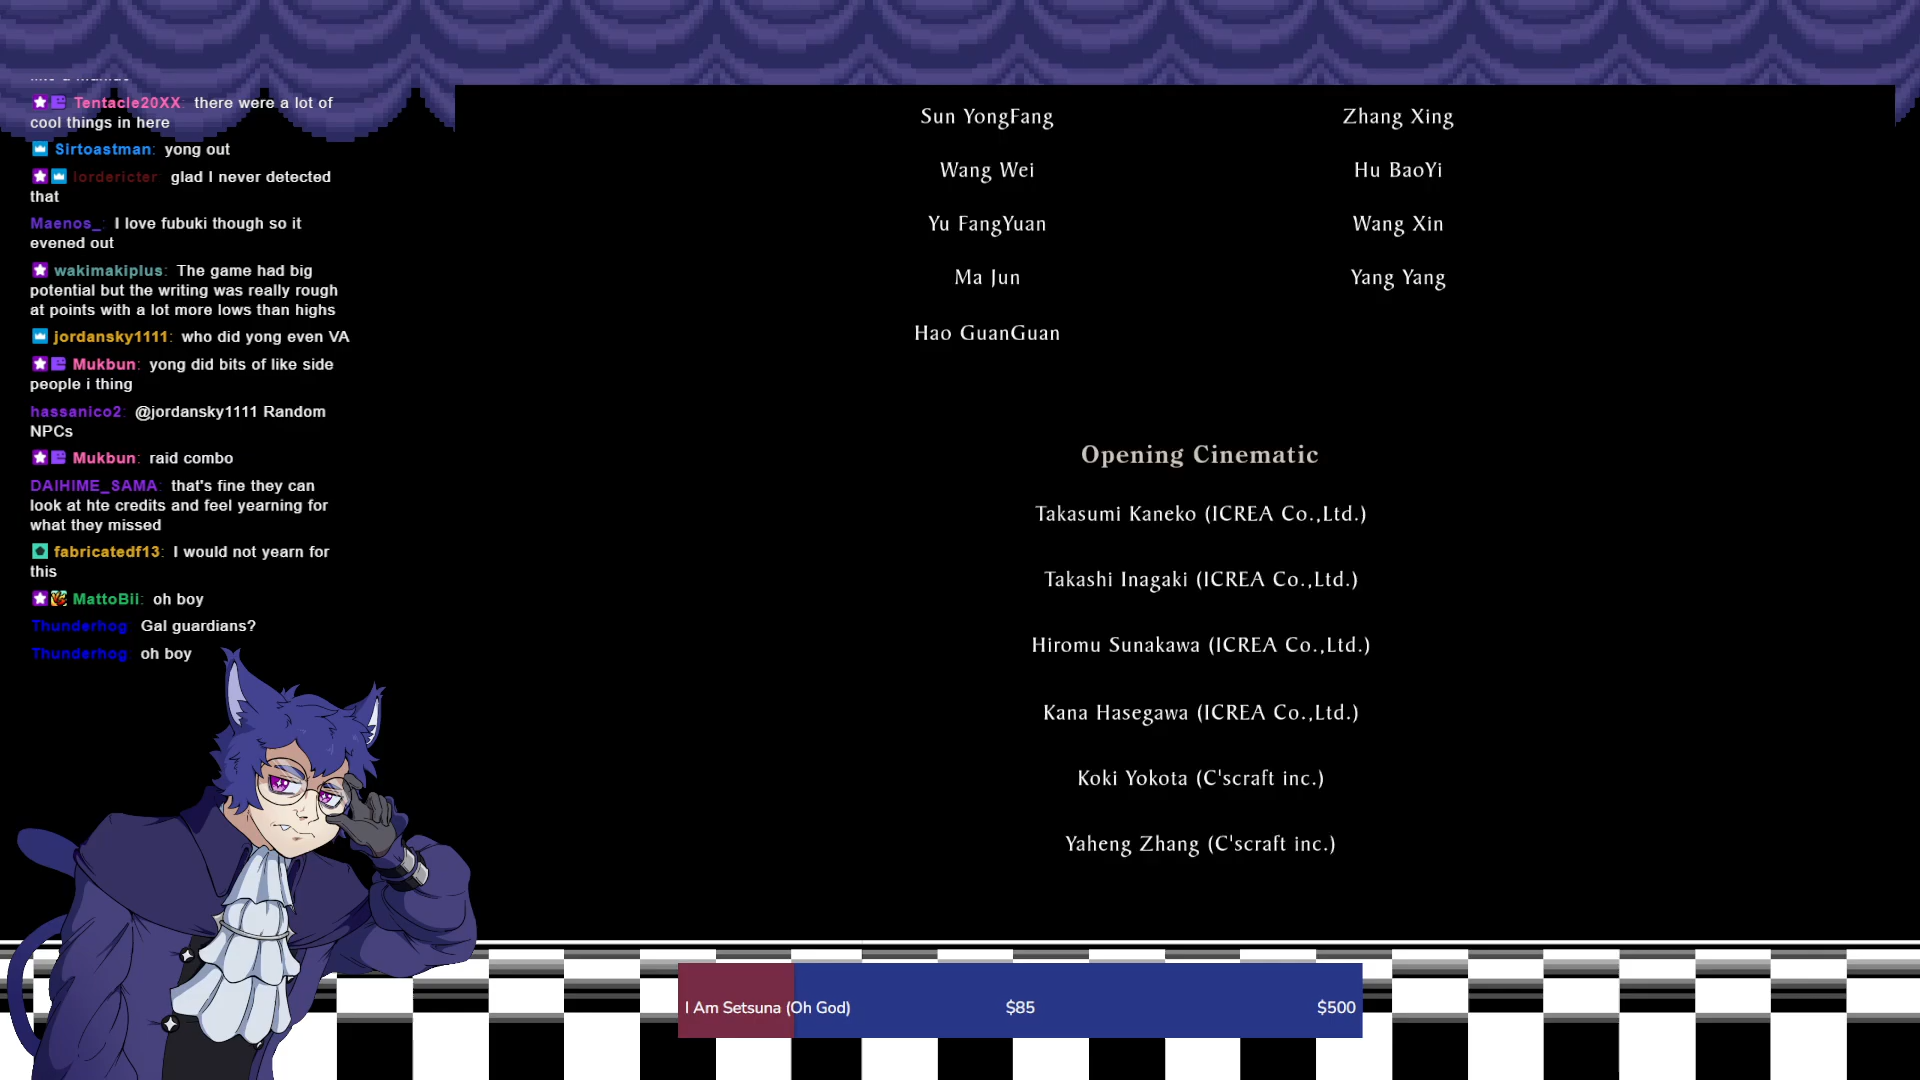 Tentacle20XX: there were a lot of
cool things in here
Sirtoastman: yong out
lordericter: glad I never detected
that
Maenos_: I love fubuki though so it
evened out
wakimakiplus: The game had big
potential but the writing was really rough
at points with a lot more lows than highs
jordansky1111: who did yong even VA
Mukbun: yong did bits of like side
people i thing
hassanico2: @jordansky1111 Random
NPCs
Mukbun: raid combo
DAIHIME_SAMA: that's fine they can
look at hte credits and feel yearning for
what they missed
fabricatedf13: I would not yearn for
this
MattoBii: oh boy
Thunderhog: Gal guardians?
Thunderhog: oh boy
Sun YongFang Zhang Xing
Wang Wei Hu BaoYi
Yu FangYuan Wang Xin
Ma Jun Yang Yang
Hao GuanGuan
Opening Cinematic
Takasumi Kaneko (ICREA Co.,Ltd.)
Takashi Inagaki (ICREA Co.,Ltd.)
Hiromu Sunakawa (ICREA Co.,Ltd.)
Kana Hasegawa (ICREA Co.,Ltd.)
Koki Yokota (C'scraft inc.)
Yaheng Zhang (C'scraft inc.)
I Am Setsuna (Oh God) $85 $500